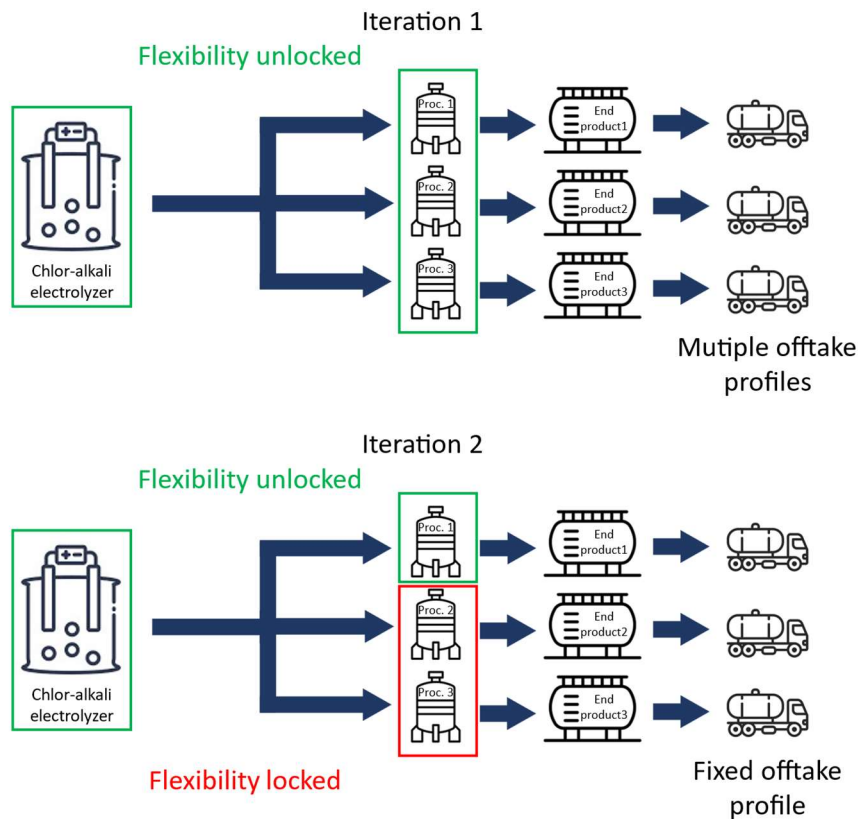 Iteration 1
Flexibility unlocked
Proc. 1
End
product1
Proc. 2
End
product2
Proc. 3
End
product3
Chlor-alkali
electrolyzer
Mutiple offtake
profiles
Iteration 2
Flexibility unlocked
Proc. 1
End
product1
Proc. 2
End
product2
Proc. 3
End
product3
Chlor-alkali
electrolyzer
Flexibility locked
Fixed offtake
profile